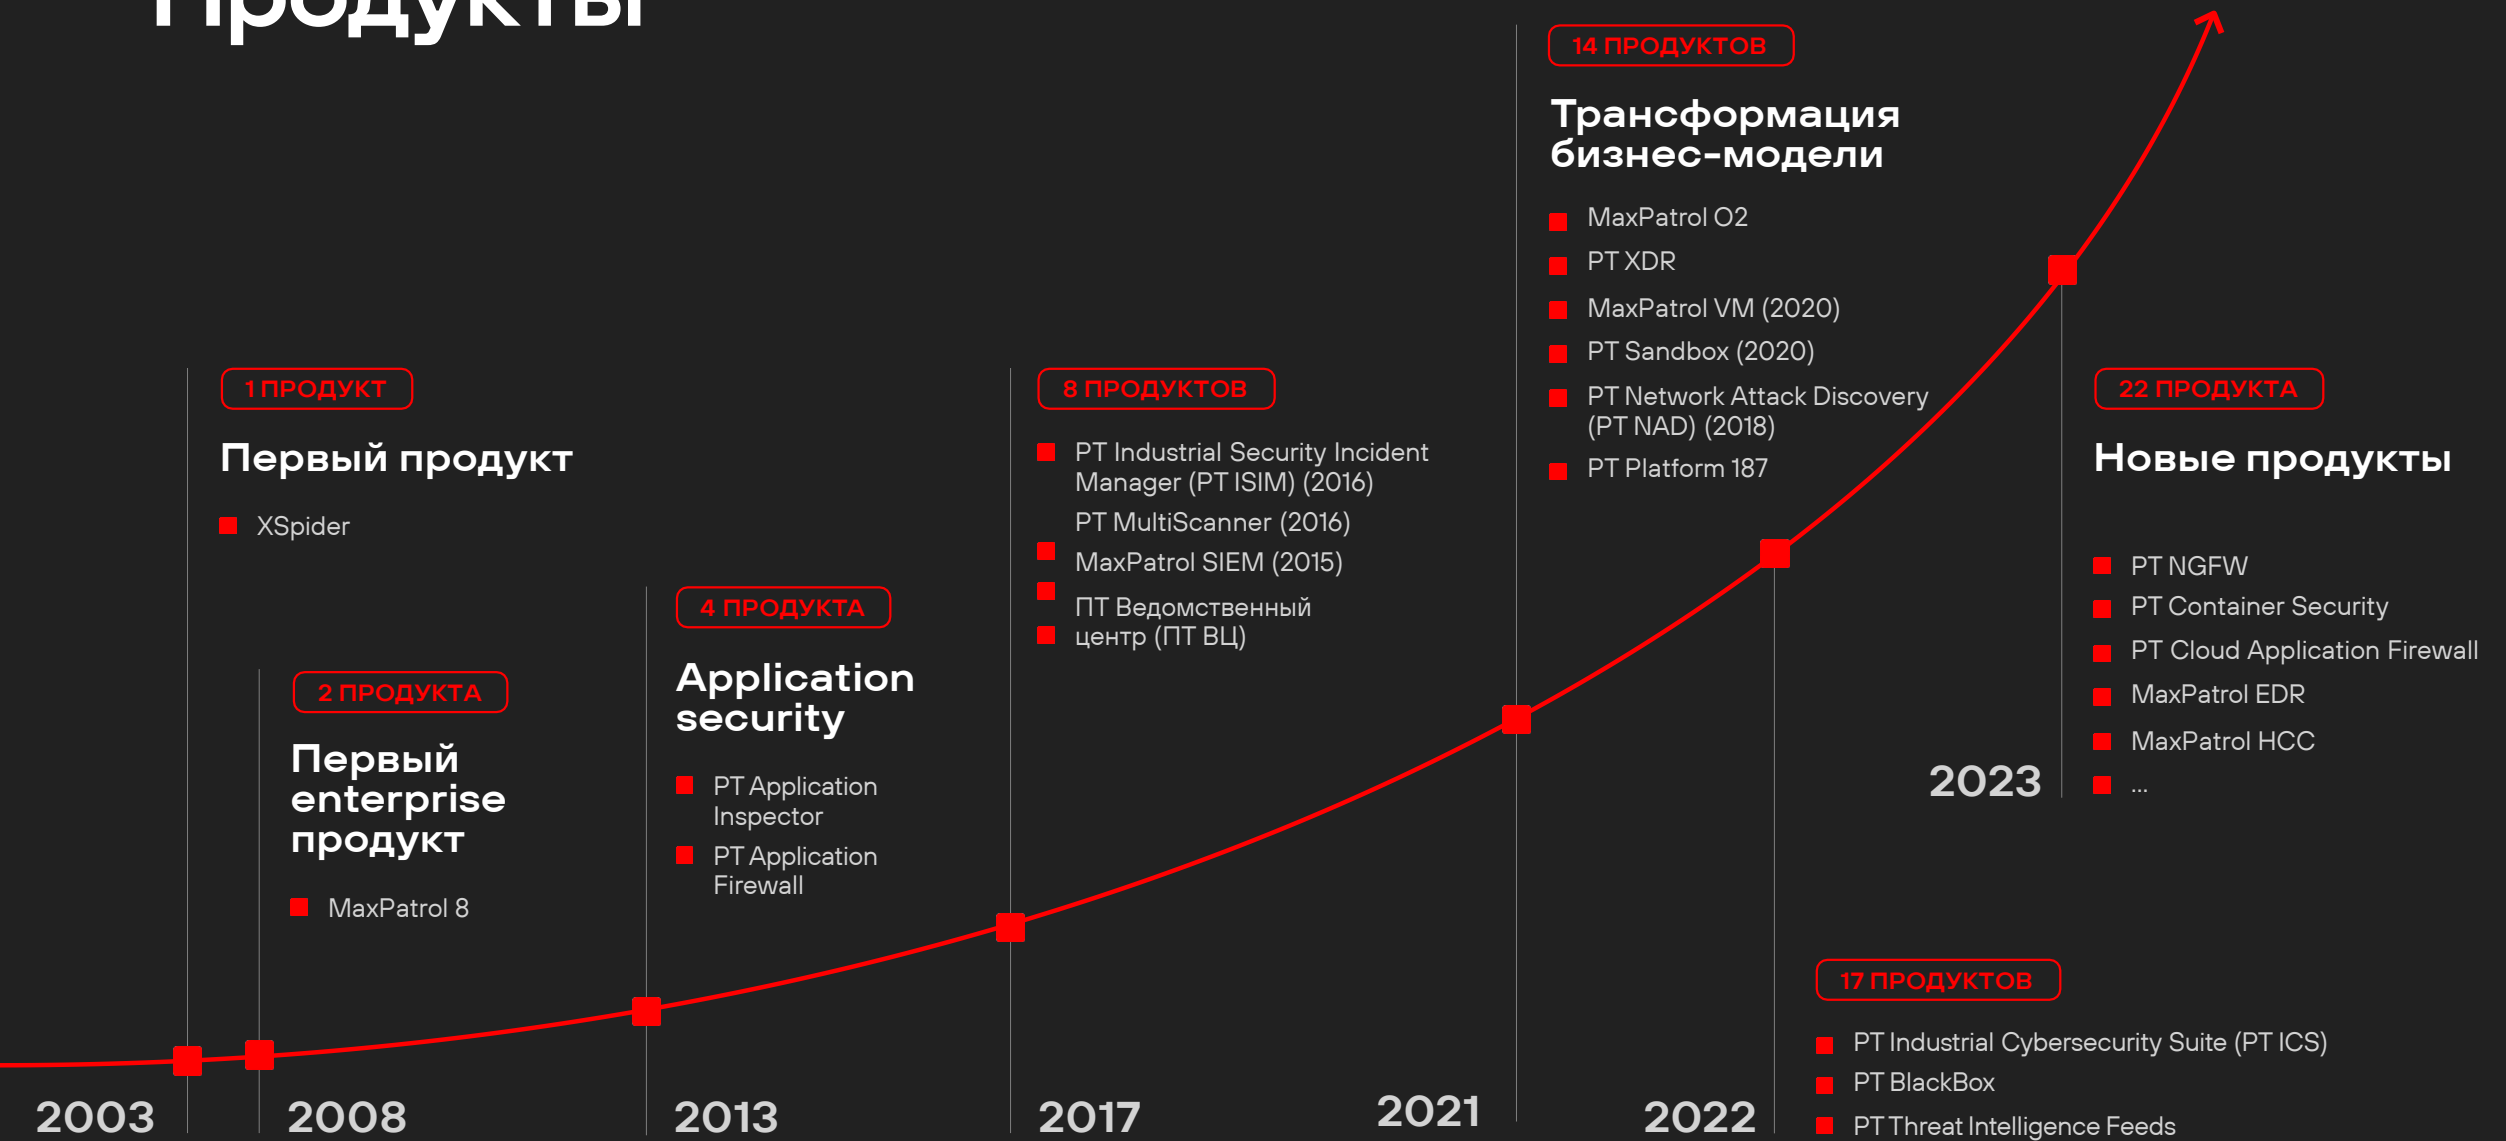 Продукты
1 ПРОДУКТ
Первый продукт
XSpider
2003
2 ПРОДУКТА
Первый
enterprise
продукт
MaxPatrol 8
2008
4 ПРОДУКТА
Application
security
PT Application
Inspector
PT Application
Firewall
2013
8 ПРОДУКТОВ
PT Industrial Security Incident
Manager (PT ISIM) (2016)
PT MultiScanner (2016)
MaxPatrol SIEM (2015)
ПТ Ведомственный
центр (ПТ ВЦ)
2017
14 ПРОДУКТОВ
Трансформация
бизнес-модели
MaxPatrol O2
PT XDR
MaxPatrol VM (2020)
PT Sandbox (2020)
PT Network Attack Discovery
(PT NAD) (2018)
PT Platform 187
2021
17 ПРОДУКТОВ
PT Industrial Cybersecurity Suite (PT ICS)
PT BlackBox
PT Threat Intelligence Feeds
2022
22 ПРОДУКТА
Новые продукты
PT NGFW
PT Container Security
PT Cloud Application Firewall
MaxPatrol EDR
MaxPatrol HCC
...
2023